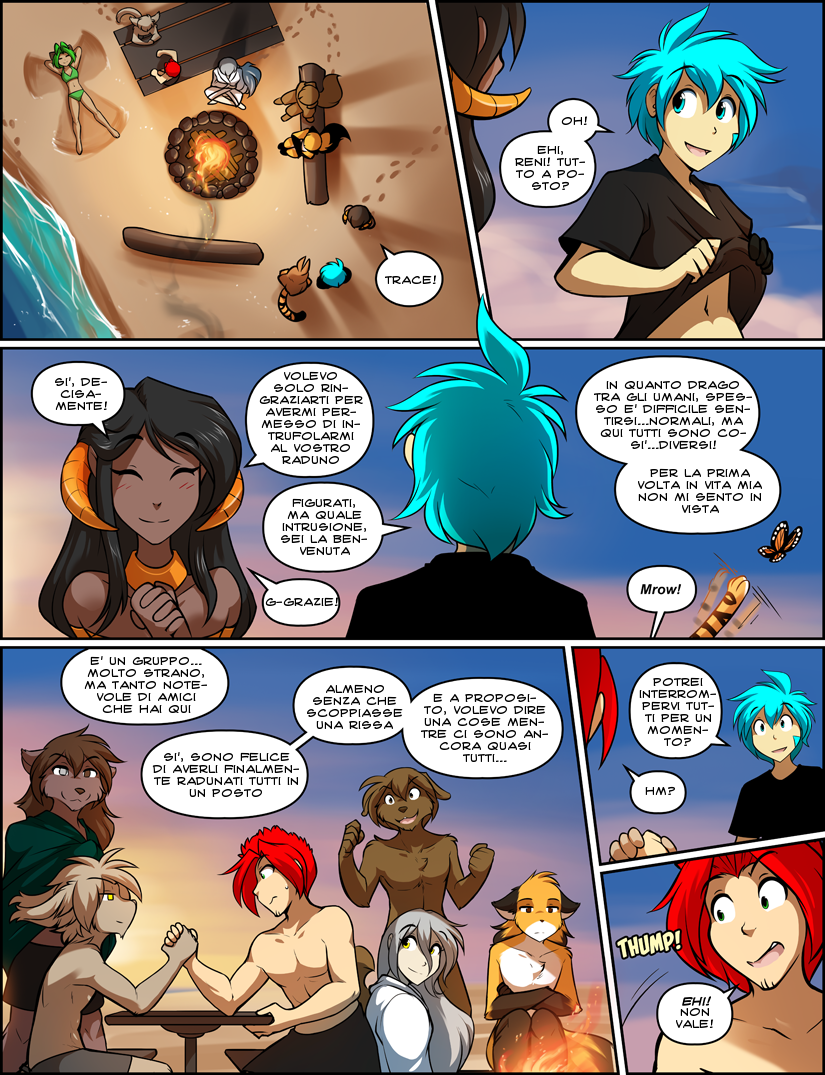 TRACE!
OH!
EHI,
RENI! TUT-
TO A PO-
STO?
SI', DE-
CISA-
MENTE!
VOLEVO
SOLO RIN-
GRAZIARTI PER
AVERMI PER-
MESSO DI IN-
TRUFOLARMI
AL VOSTRO
RADUNO
FIGURATI,
MA QUALE
INTRUSIONE,
SEI LA BEN-
VENUTA
G-GRAZIE!
IN QUANTO DRAGO
TRA GLI UMANI, SPES-
SO E' DIFFICILE SEN-
TIRSI...NORMALI, MA
QUI TUTTI SONO CO-
SI'...DIVERSI!
PER LA PRIMA
VOLTA IN VITA MIA
NON MI SENTO IN
VISTA
Mrow!
E' UN GRUPPO...
MOLTO STRANO,
MA TANTO NOTE-
VOLE DI AMICI
CHE HAI QUI
SI', SONO FELICE
DI AVERLI FINALMEN-
TE RADUNATI TUTTI IN
UN POSTO
ALMENO
SENZA CHE
SCOPPIASSE
UNA RISSA
E A PROPOSI-
TO, VOLEVO DIRE
UNA COSE MEN-
TRE CI SONO AN-
CORA QUASI
TUTTI...
POTREI
INTERROM-
PERVI TUT-
TI PER UN
MOMEN-
TO?
HM?
THUMP!
EHI!
NON
VALE!